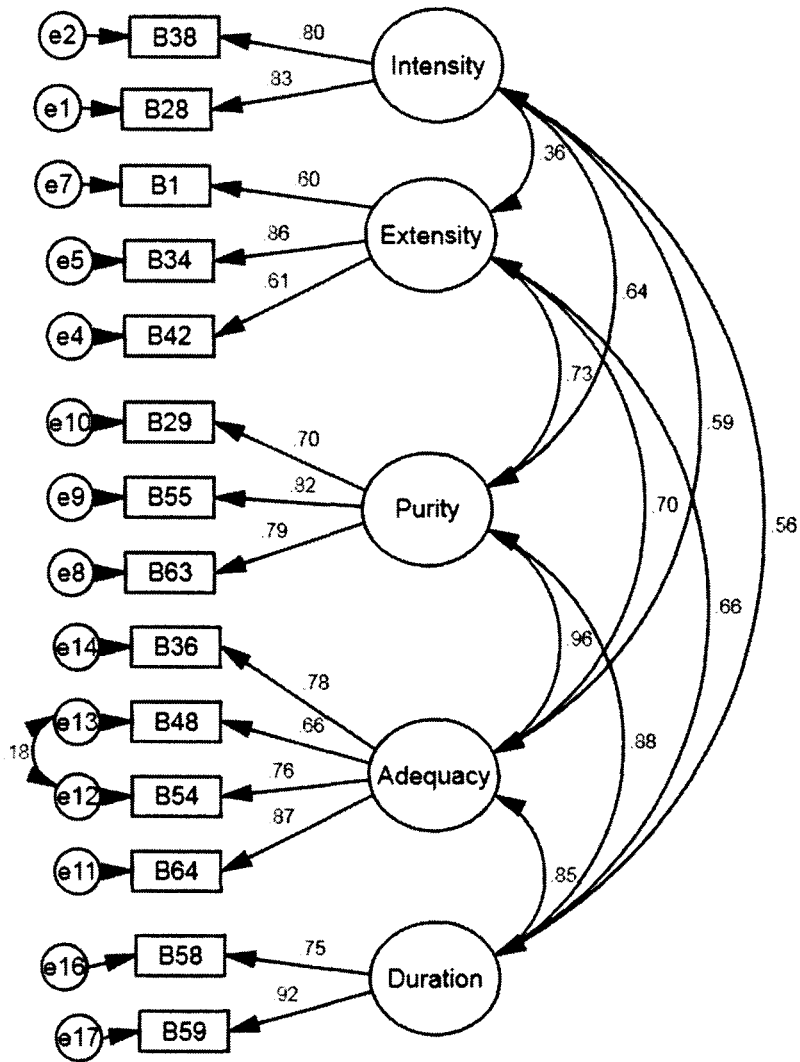 e2
B38
.80
Intensity
e1
B28
.83
.36
e7
B1
.60
Extensity
e5
B34
.86
e4
B42
.61
.64
.73
e10
B29
.70
.59
e9
B55
.82
Purity
.70
.56
e8
B63
.79
.66
e14
B36
.78
.96
e13
B48
.66
.18
.88
e12
B54
.76
Adequacy
e11
B64
.87
.85
e16
B58
.75
Duration
e17
B59
.92